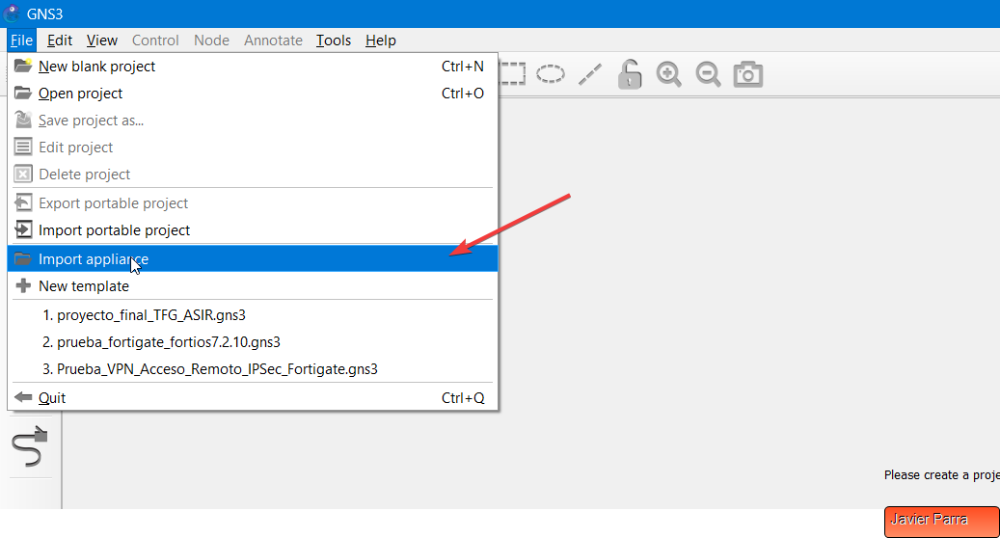 GNS3
File Edit View Control Node Annotate Tools Help
New blank project Ctrl+N
Open project Ctrl+O
Save project as...
Edit project
Delete project
Export portable project
Import portable project
Import appliance
New template
1. proyecto_final_TFG_ASIR.gns3
2. prueba_fortigate_fortios7.2.10.gns3
3. Prueba_VPN_Acceso_Remoto_IPSec_Fortigate.gns3
Quit Ctrl+Q
Please create a proje
Javier Parra